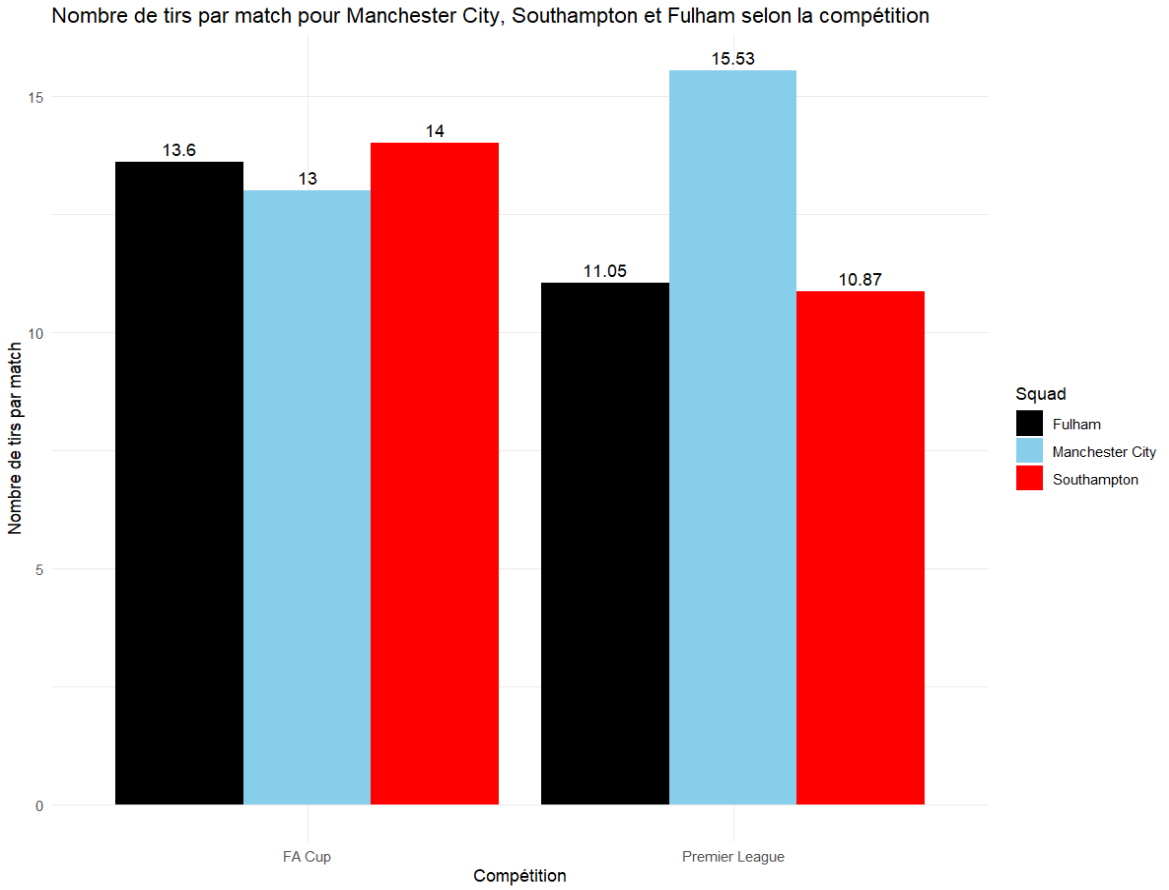 Nombre de tirs par match pour Manchester City, Southampton et Fulham selon la compétition
15.53
15
14
13.6
13
11.05
10.87
10
Nombre de tirs par match
Squad
Fulham
Manchester City
Southampton
5
0
FA Cup
Premier League
Compétition